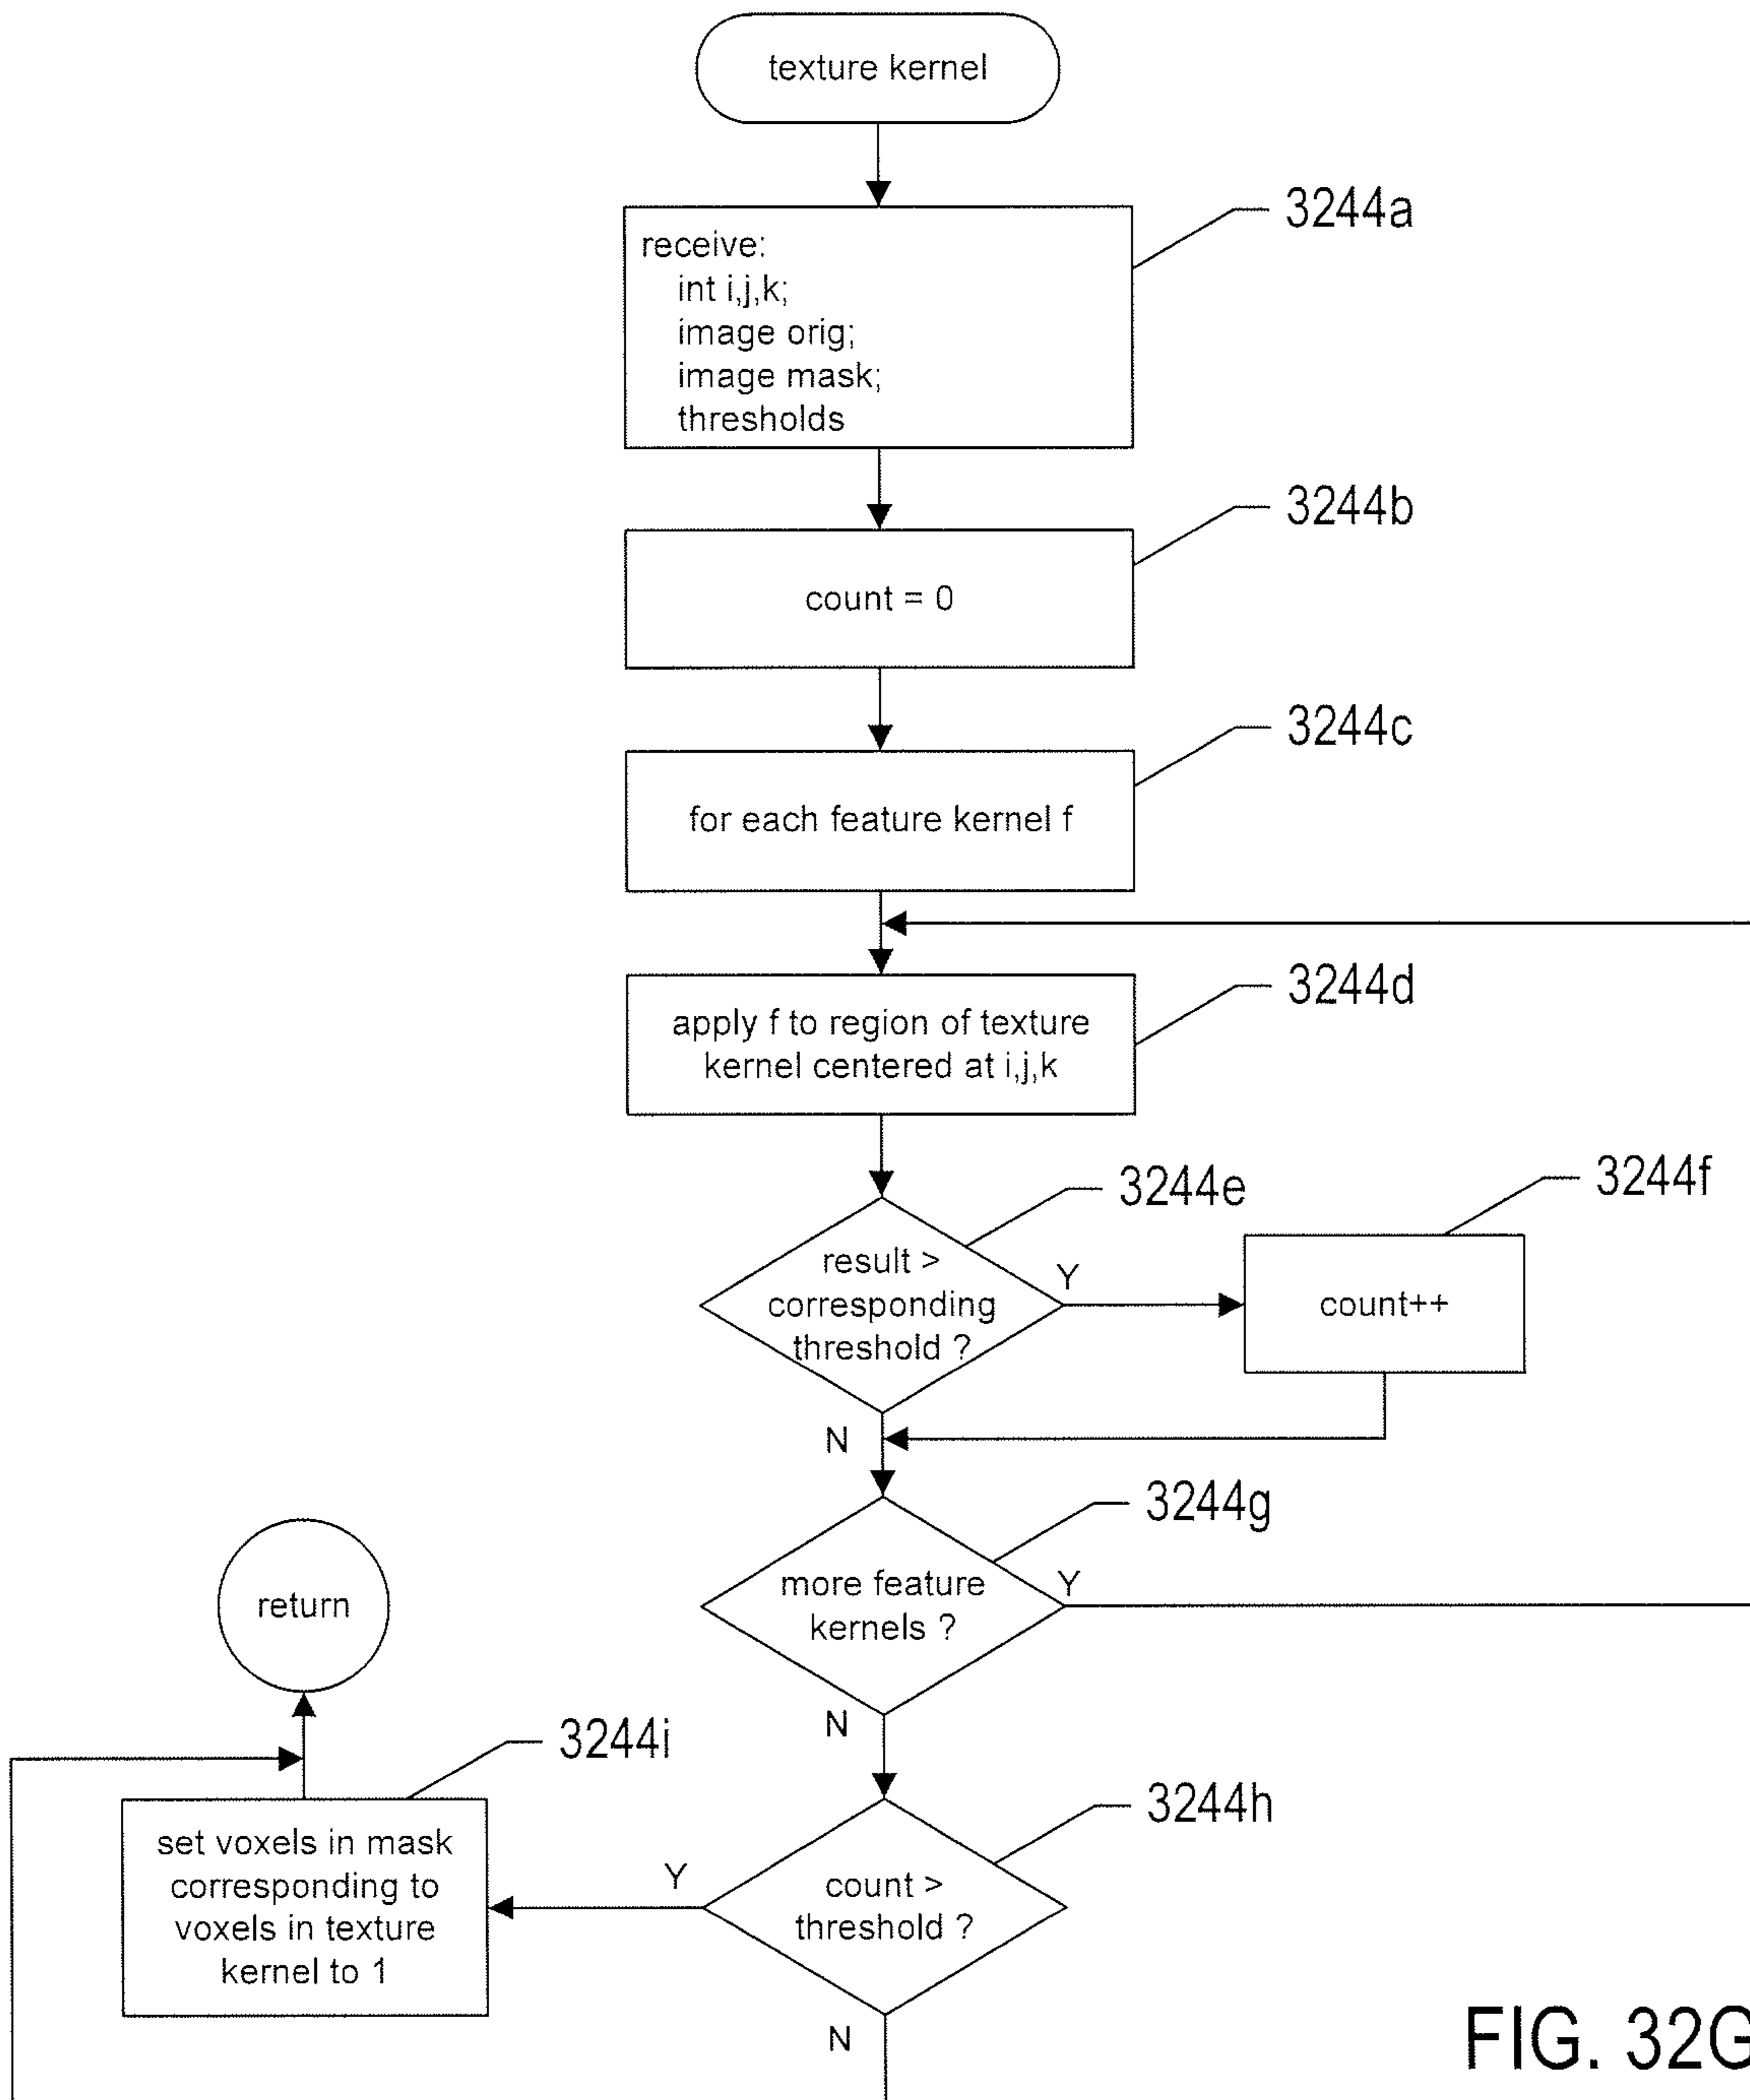 texture kernel
3244a
receive:
int i,j,k;
image orig;
image mask;
thresholds
3244b
count = 0
3244c
for each feature kernel f
3244d
apply f to region of texture
kernel centered at i,j,k
3244e
result >
corresponding
threshold ?
Y
3244f
count++
N
3244g
more feature
kernels ?
Y
N
return
3244i
set voxels in mask
corresponding to
voxels in texture
kernel to 1
3244h
count >
threshold ?
Y
N
FIG. 32G